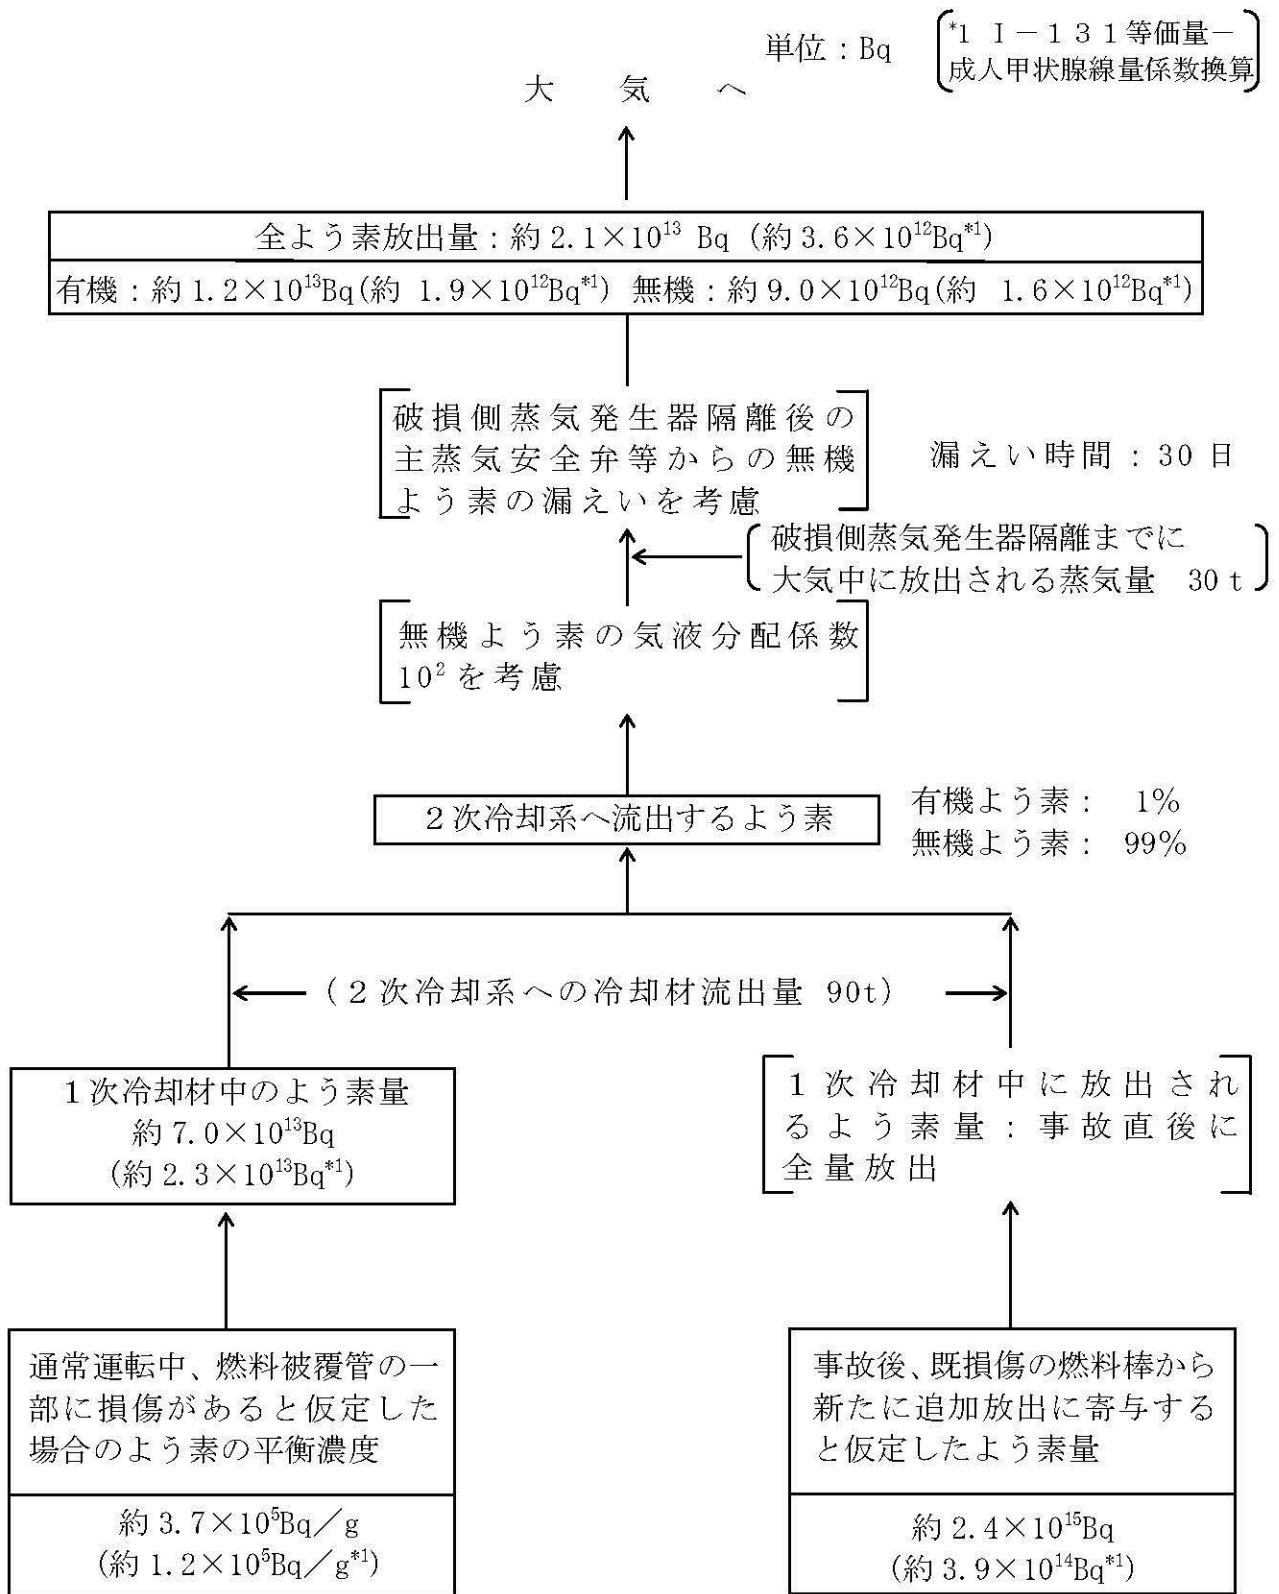 単位：Bq
*1 Ｉ－１３１等価量－
成人甲状腺線量係数換算
大 気 へ
全よう素放出量：約 2.1×10¹³ Bq (約 3.6×10¹²Bq*¹)
有機：約 1.2×10¹³Bq(約 1.9×10¹²Bq*¹) 無機：約 9.0×10¹²Bq(約 1.6×10¹²Bq*¹)
破損側蒸気発生器隔離後の
主蒸気安全弁等からの無機
よう素の漏えいを考慮
漏えい時間：30 日
破損側蒸気発生器隔離までに
大気中に放出される蒸気量 30 t
無機よう素の気液分配係数
10² を考慮
２次冷却系へ流出するよう素
有機よう素： 1%
無機よう素： 99%
(２次冷却系への冷却材流出量 90t)
１次冷却材中のよう素量
約 7.0×10¹³Bq
(約 2.3×10¹³Bq*¹)
１次冷却材中に放出され
るよう素量：事故直後に
全量放出
通常運転中、燃料被覆管の一
部に損傷があると仮定した
場合のよう素の平衡濃度
約 3.7×10⁵Bq／g
(約 1.2×10⁵Bq／g*¹)
事故後、既損傷の燃料棒から
新たに追加放出に寄与する
と仮定したよう素量
約 2.4×10¹⁵Bq
(約 3.9×10¹⁴Bq*¹)